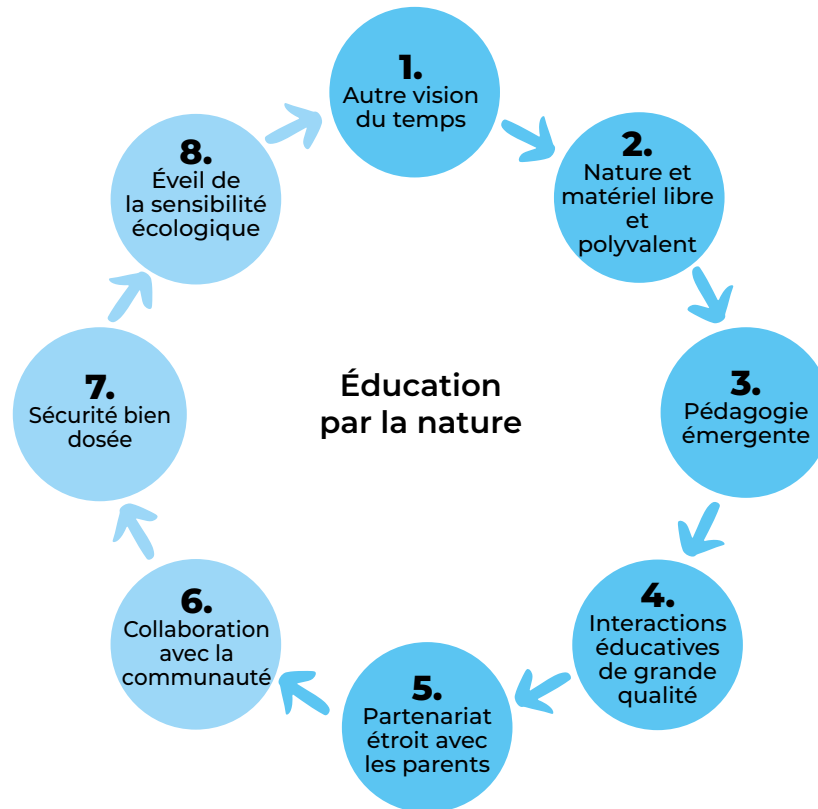 1.
Autre vision
du temps
2.
Nature et
matériel libre
et
polyvalent
3.
Pédagogie
émergente
4.
Interactions
éducatives
de grande
qualité
5.
Partenariat
étroit avec
les parents
6.
Collaboration
avec la
communauté
7.
Sécurité bien
dosée
8.
Éveil de
la sensibilité
écologique
Éducation
par la nature